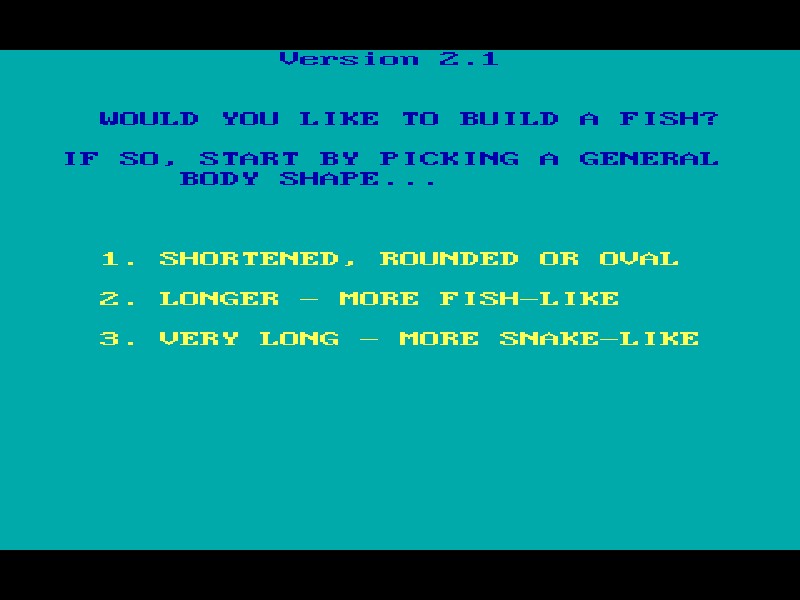 Version 2.1
WOULD YOU LIKE TO BUILD A FISH?
IF SO, START BY PICKING A GENERAL
BODY SHAPE...
1. SHORTENED, ROUNDED OR OVAL
2. LONGER - MORE FISH-LIKE
3. VERY LONG - MORE SNAKE-LIKE